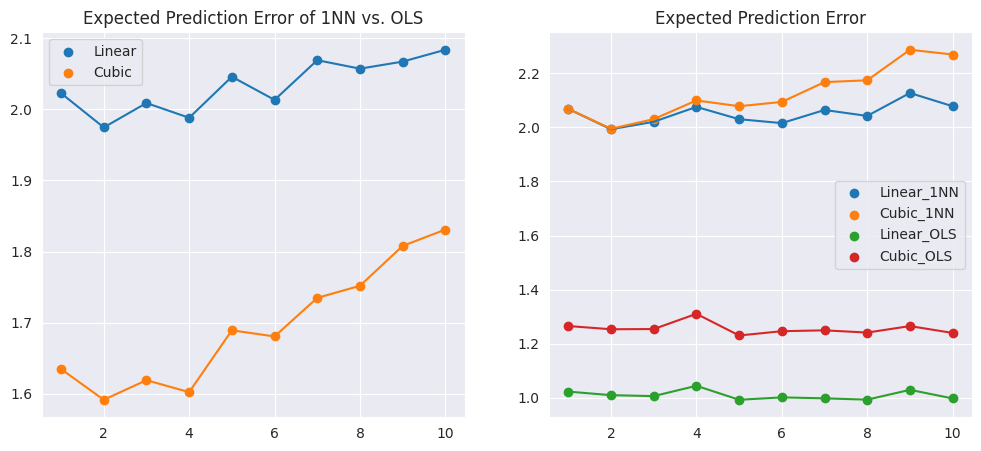 Expected Prediction Error of 1NN vs. OLS
Linear
Cubic
2.1
2.0
1.9
1.8
1.7
1.6
2
4
6
8
10
Expected Prediction Error
Linear_1NN
Cubic_1NN
Linear_OLS
Cubic_OLS
2.2
2.0
1.8
1.6
1.4
1.2
1.0
2
4
6
8
10